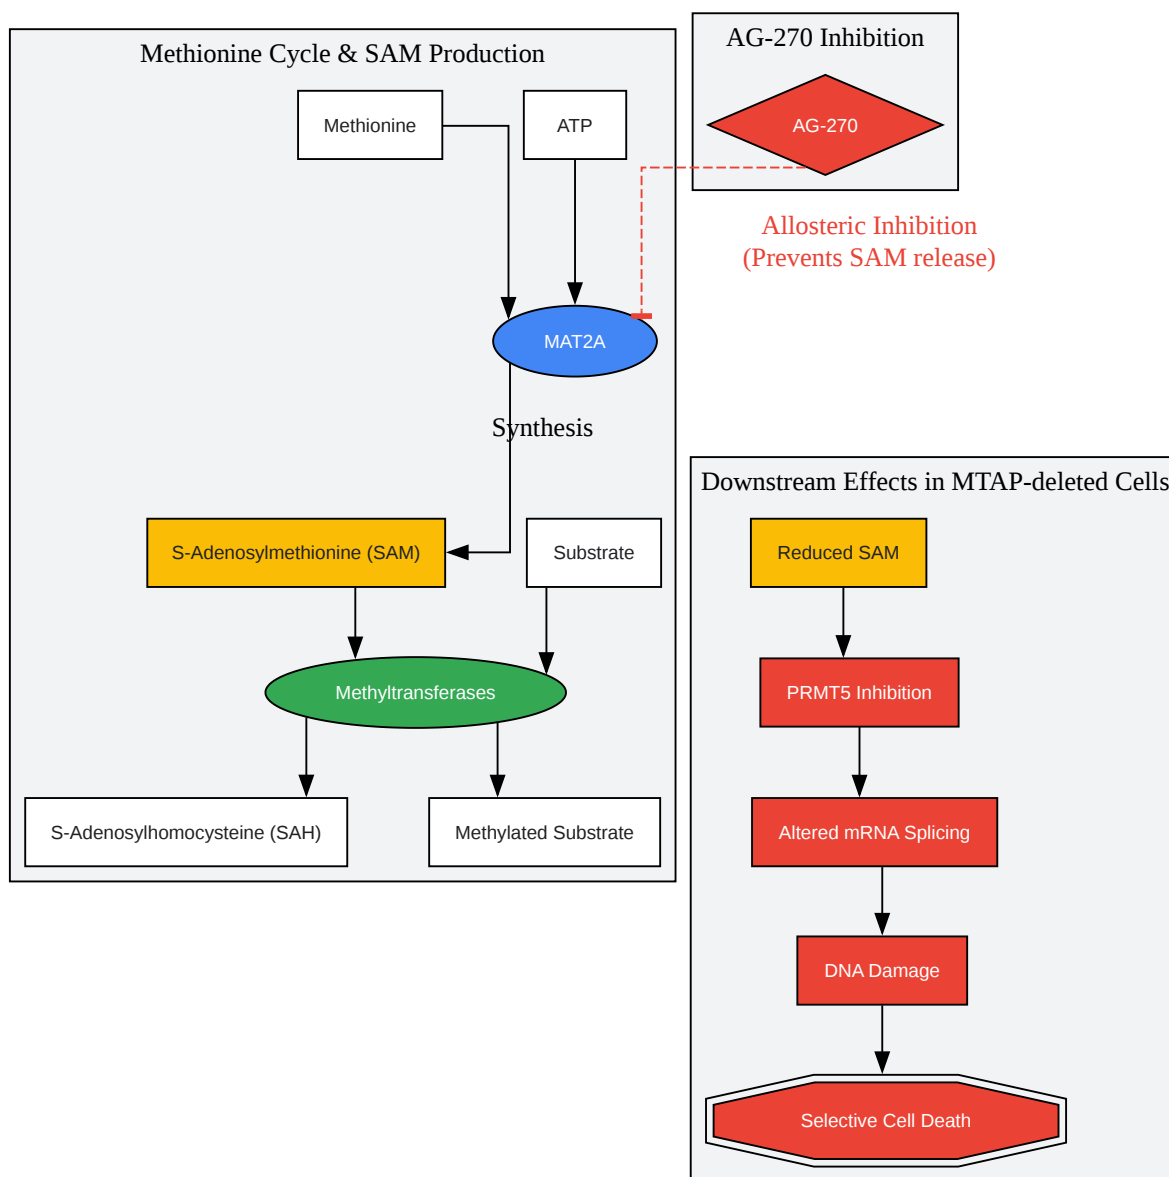 Methionine Cycle & SAM Production
Methionine
ATP
MAT2A
Synthesis
S-Adenosylmethionine (SAM)
Substrate
Methyltransferases
S-Adenosylhomocysteine (SAH)
Methylated Substrate
AG-270 Inhibition
AG-270
Allosteric Inhibition
(Prevents SAM release)
Downstream Effects in MTAP-deleted Cells
Reduced SAM
PRMT5 Inhibition
Altered mRNA Splicing
DNA Damage
Selective Cell Death